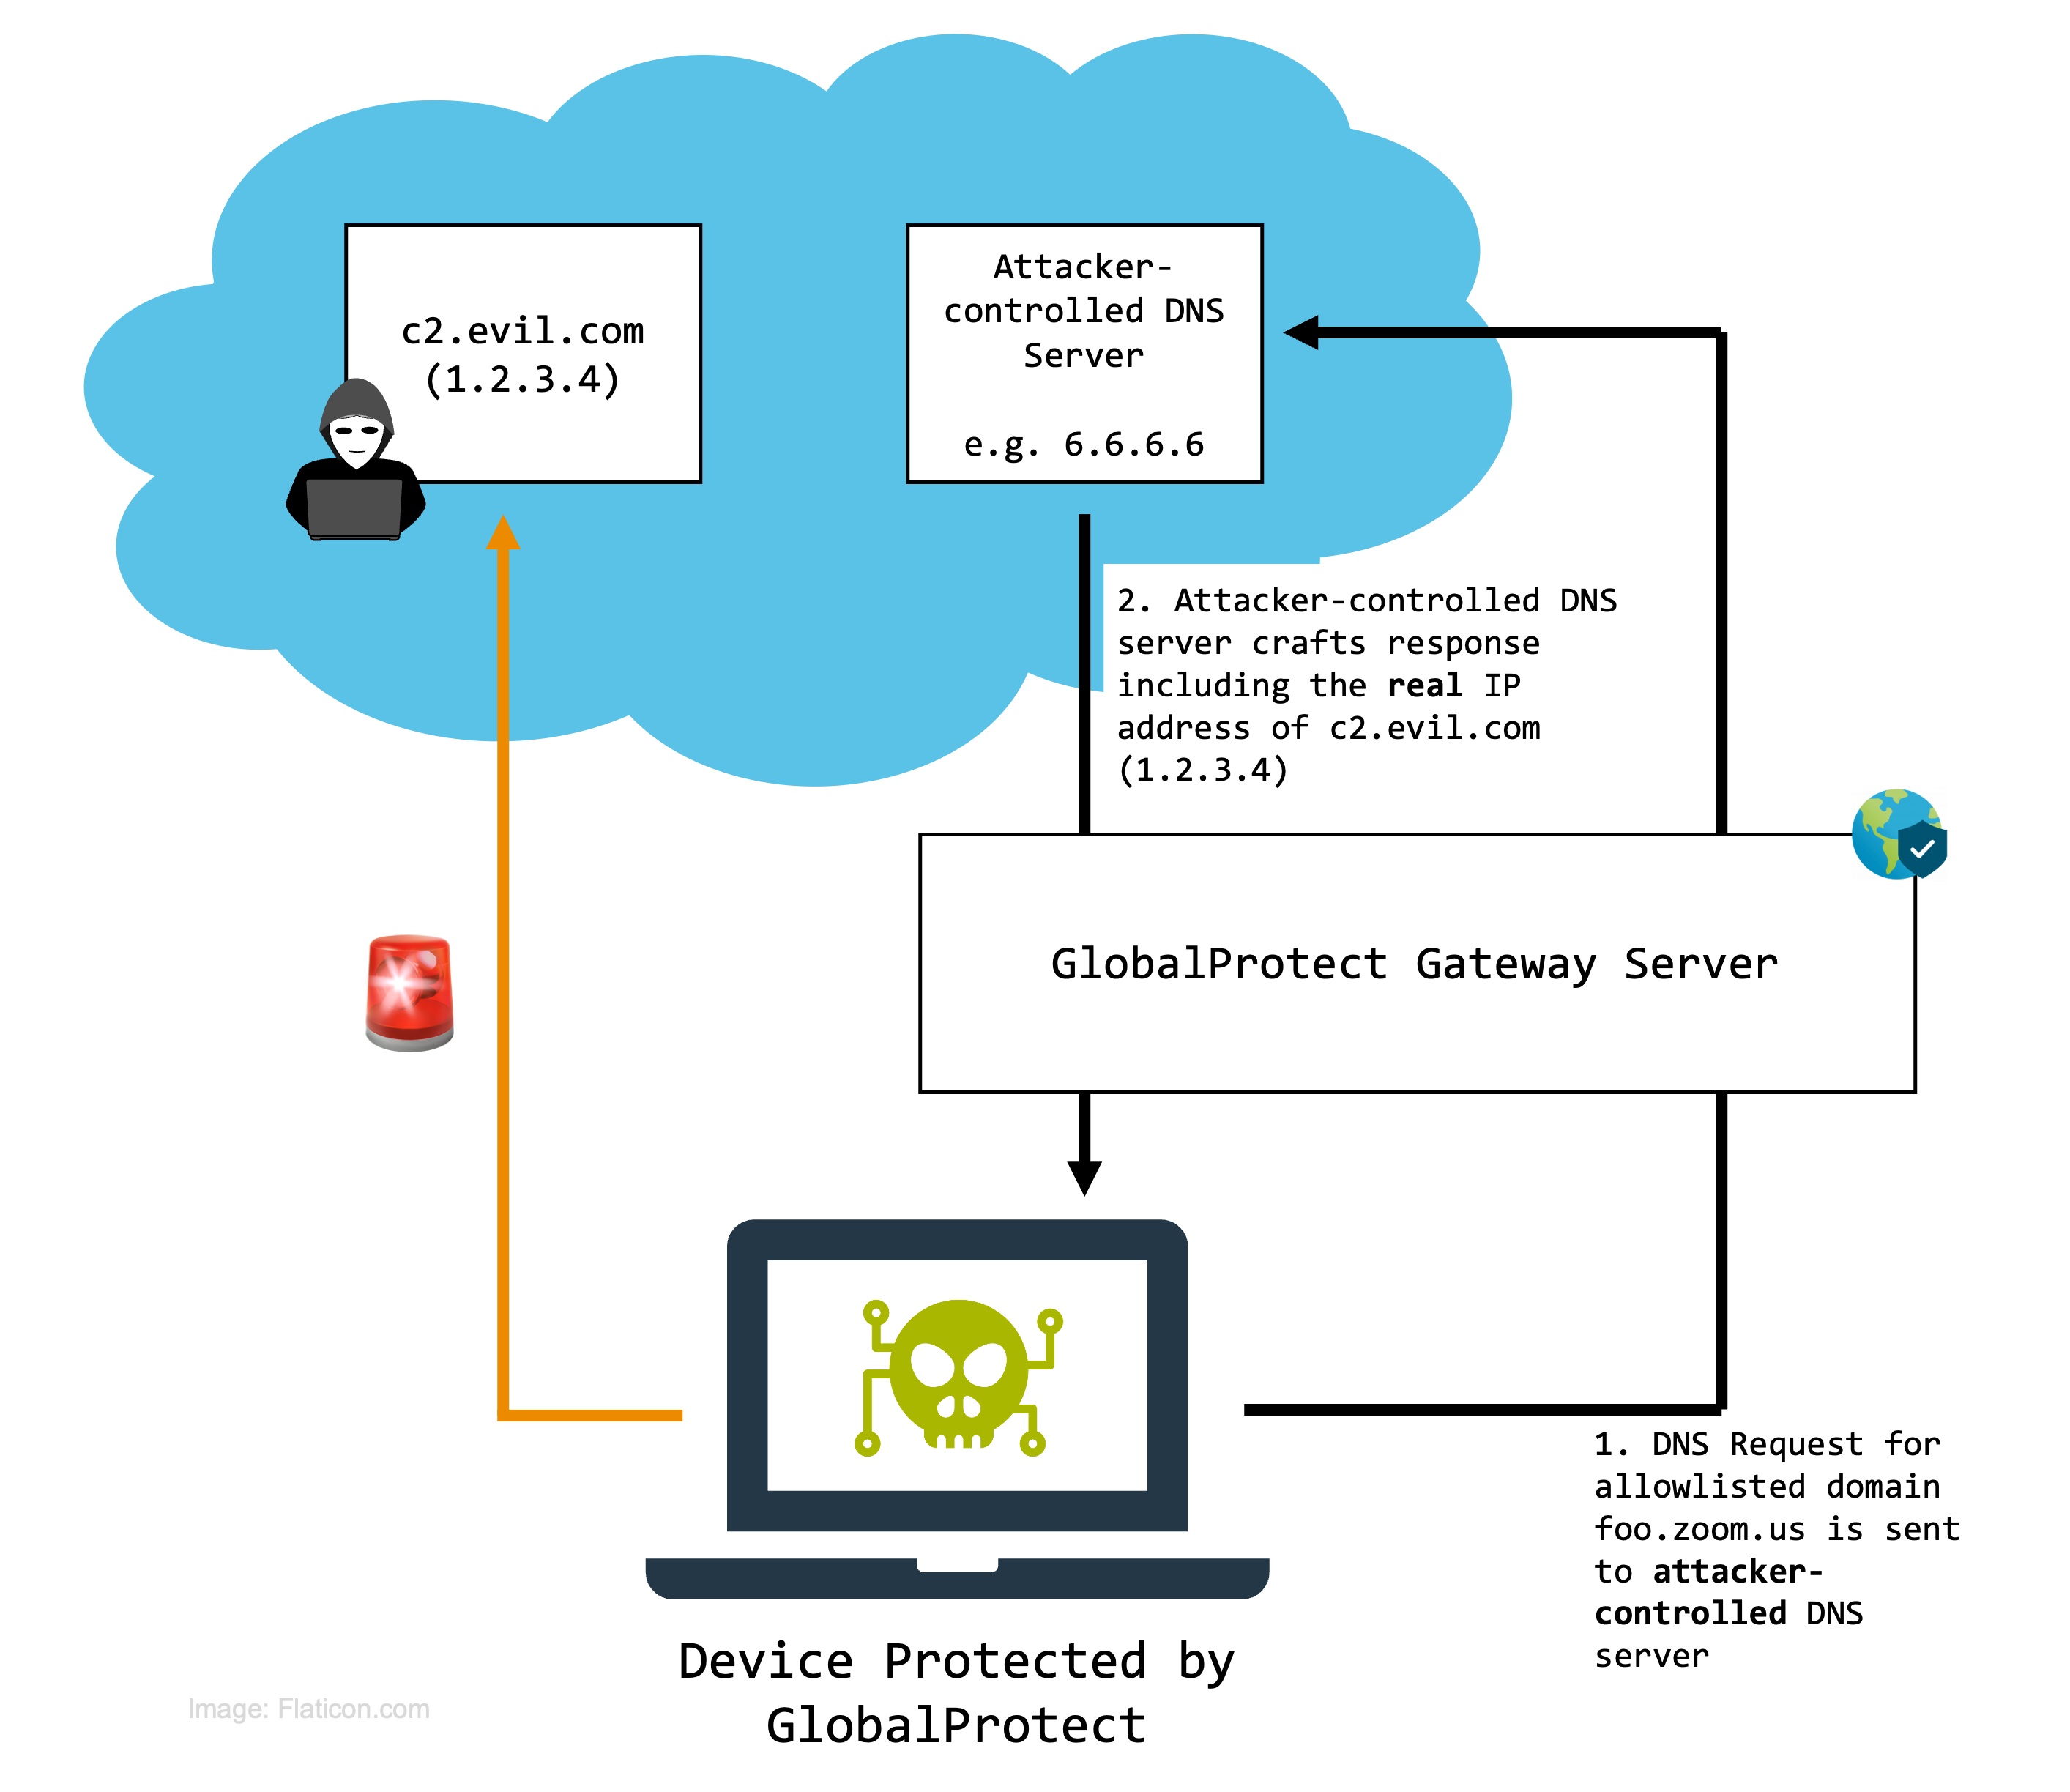 c2.evil.com
(1.2.3.4)
Attacker-
controlled DNS
Server
e.g. 6.6.6.6
2. Attacker-controlled DNS
server crafts response
including the real IP
address of c2.evil.com
(1.2.3.4)
GlobalProtect Gateway Server
1. DNS Request for
allowlisted domain
foo.zoom.us is sent
to attacker-
controlled DNS
server
Device Protected by
GlobalProtect
Image: Flaticon.com